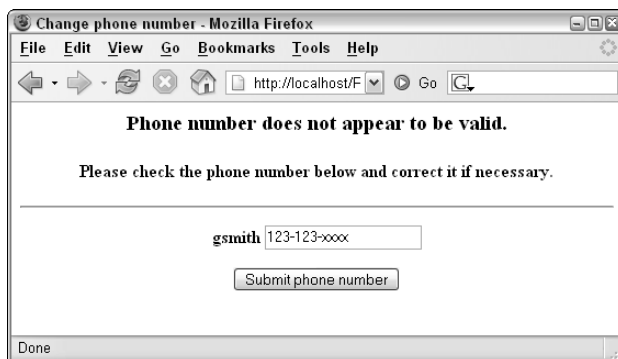 Change phone number - Mozilla Firefox
File Edit View Go Bookmarks Tools Help
http://localhost/F Go G
Phone number does not appear to be valid.
Please check the phone number below and correct it if necessary.
gsmith 123-123-xxxx
Submit phone number
Done